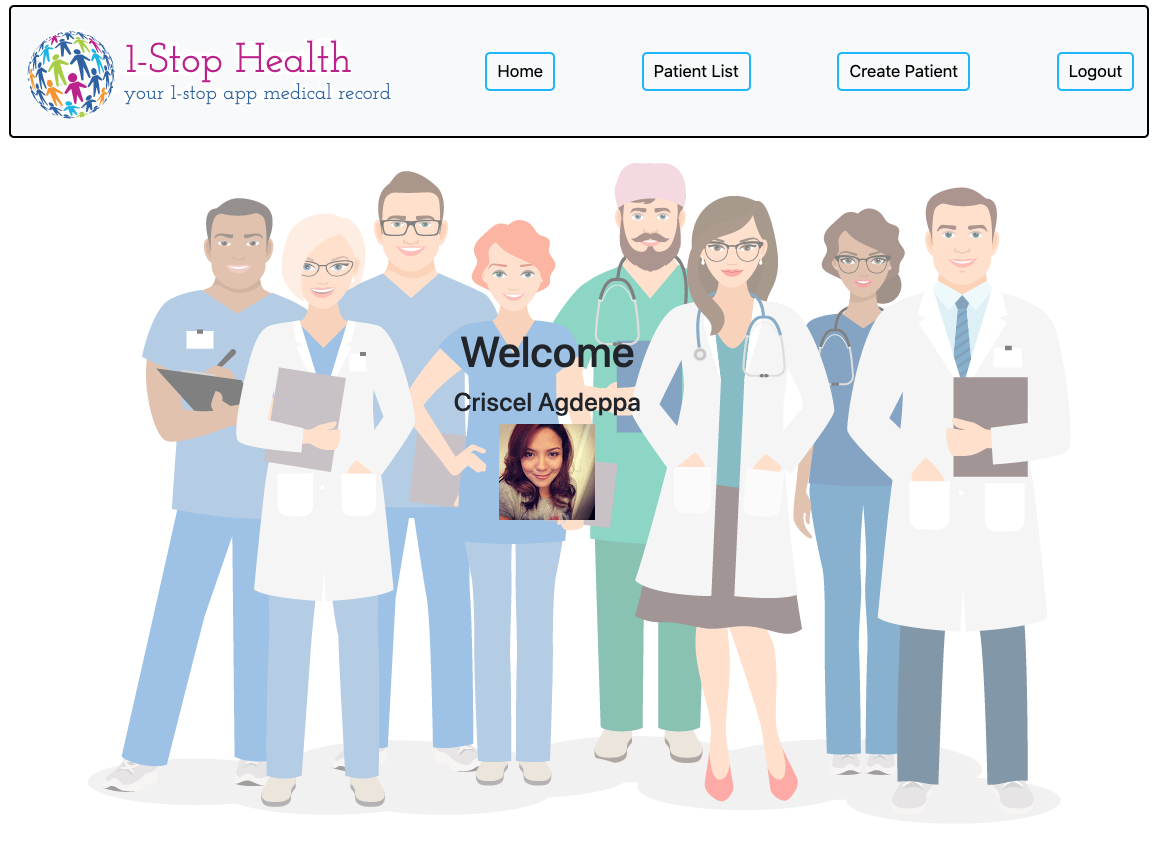 1-Stop Health
your 1-stop app medical record
Home
Patient List
Create Patient
Logout
Welcome
Criscel Agdeppa